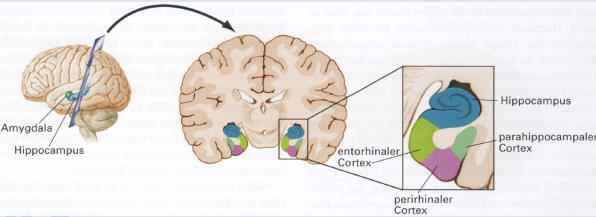 Amygdala
Hippocampus
Hippocampus
entorhinaler
Cortex
parahippocampaler
Cortex
perirhinaler
Cortex